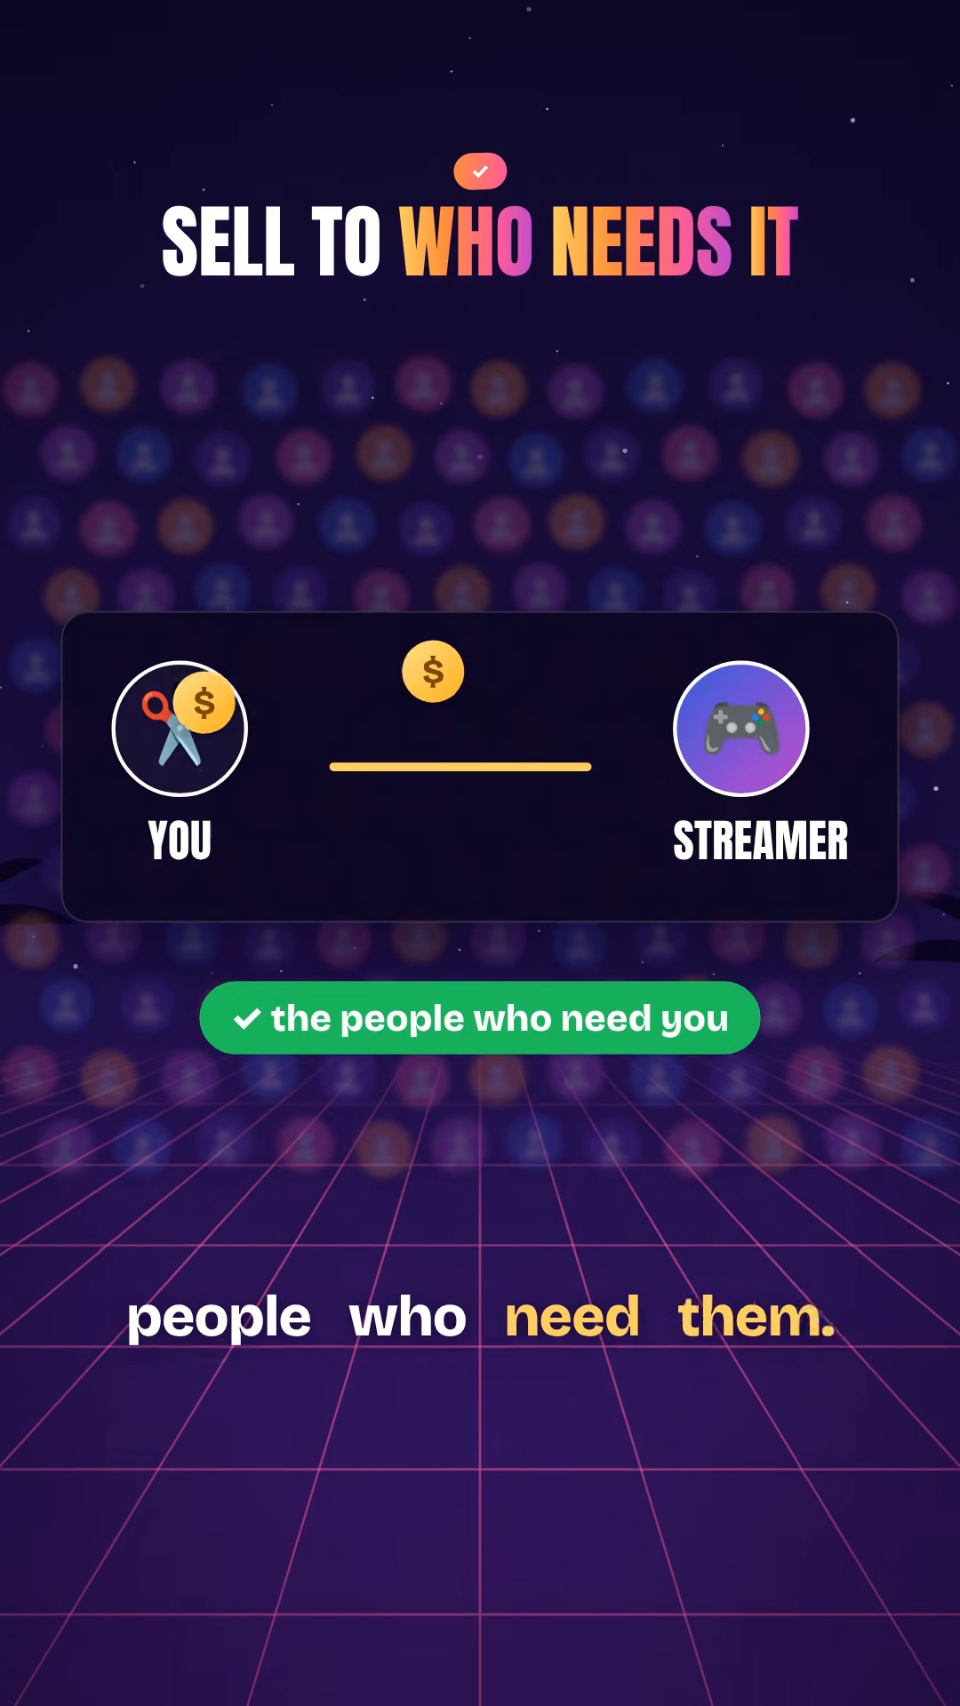 SELL TO WHO NEEDS IT
$
$
YOU
STREAMER
✓ the people who need you
people who need them.